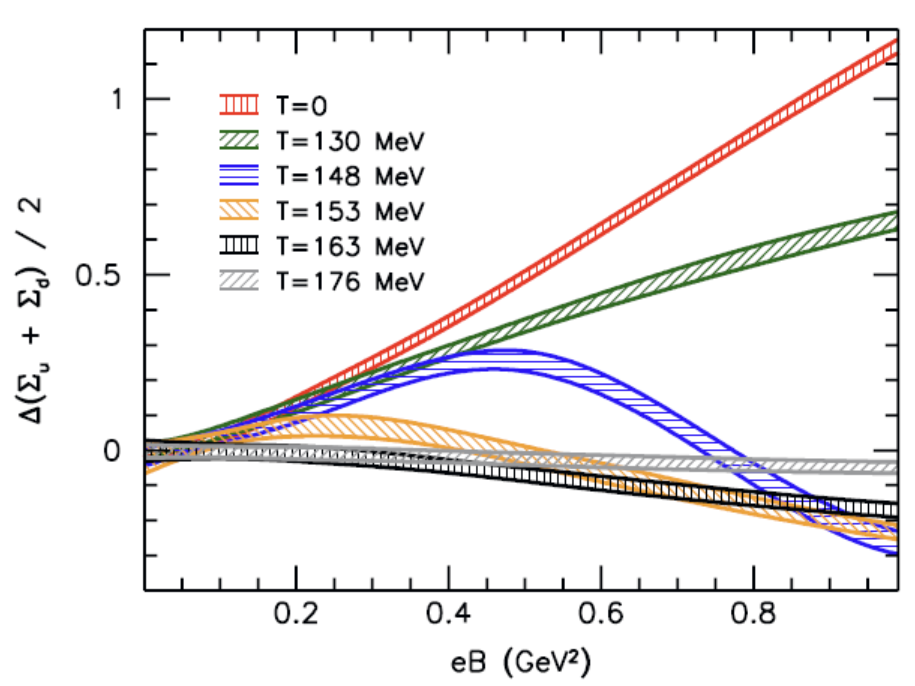 Δ(Σu + Σd) / 2
1
0.5
0
T=0
T=130 MeV
T=148 MeV
T=153 MeV
T=163 MeV
T=176 MeV
0.2 0.4 0.6 0.8
eB (GeV²)